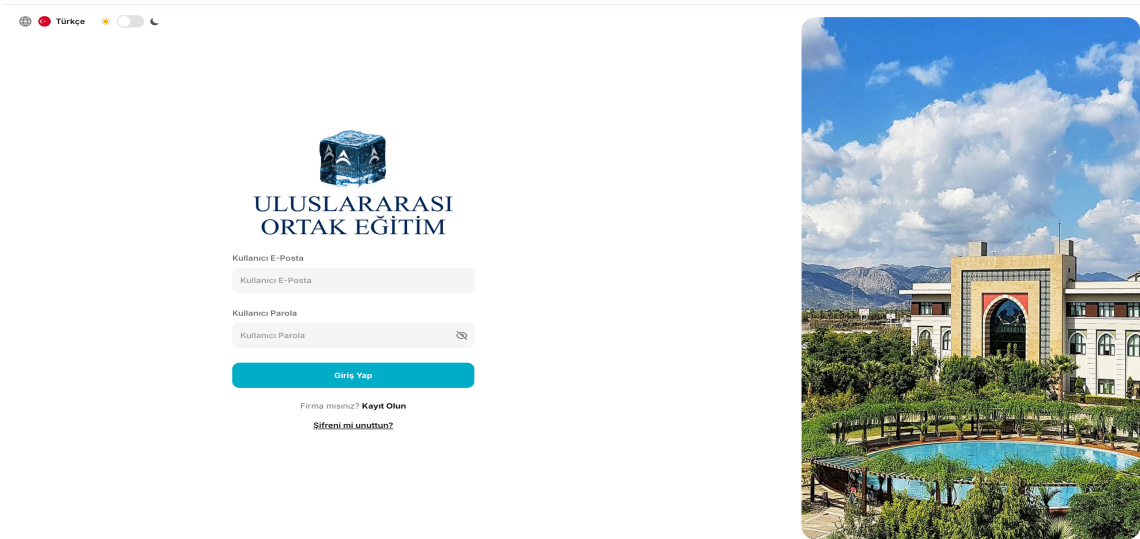 Türkçe
ULUSLARARASI
ORTAK EĞİTİM
Kullanıcı E-Posta
Kullanıcı E-Posta
Kullanıcı Parola
Kullanıcı Parola
Giriş Yap
Firma mısınız? Kayıt Olun
Şifreni mi unuttun?